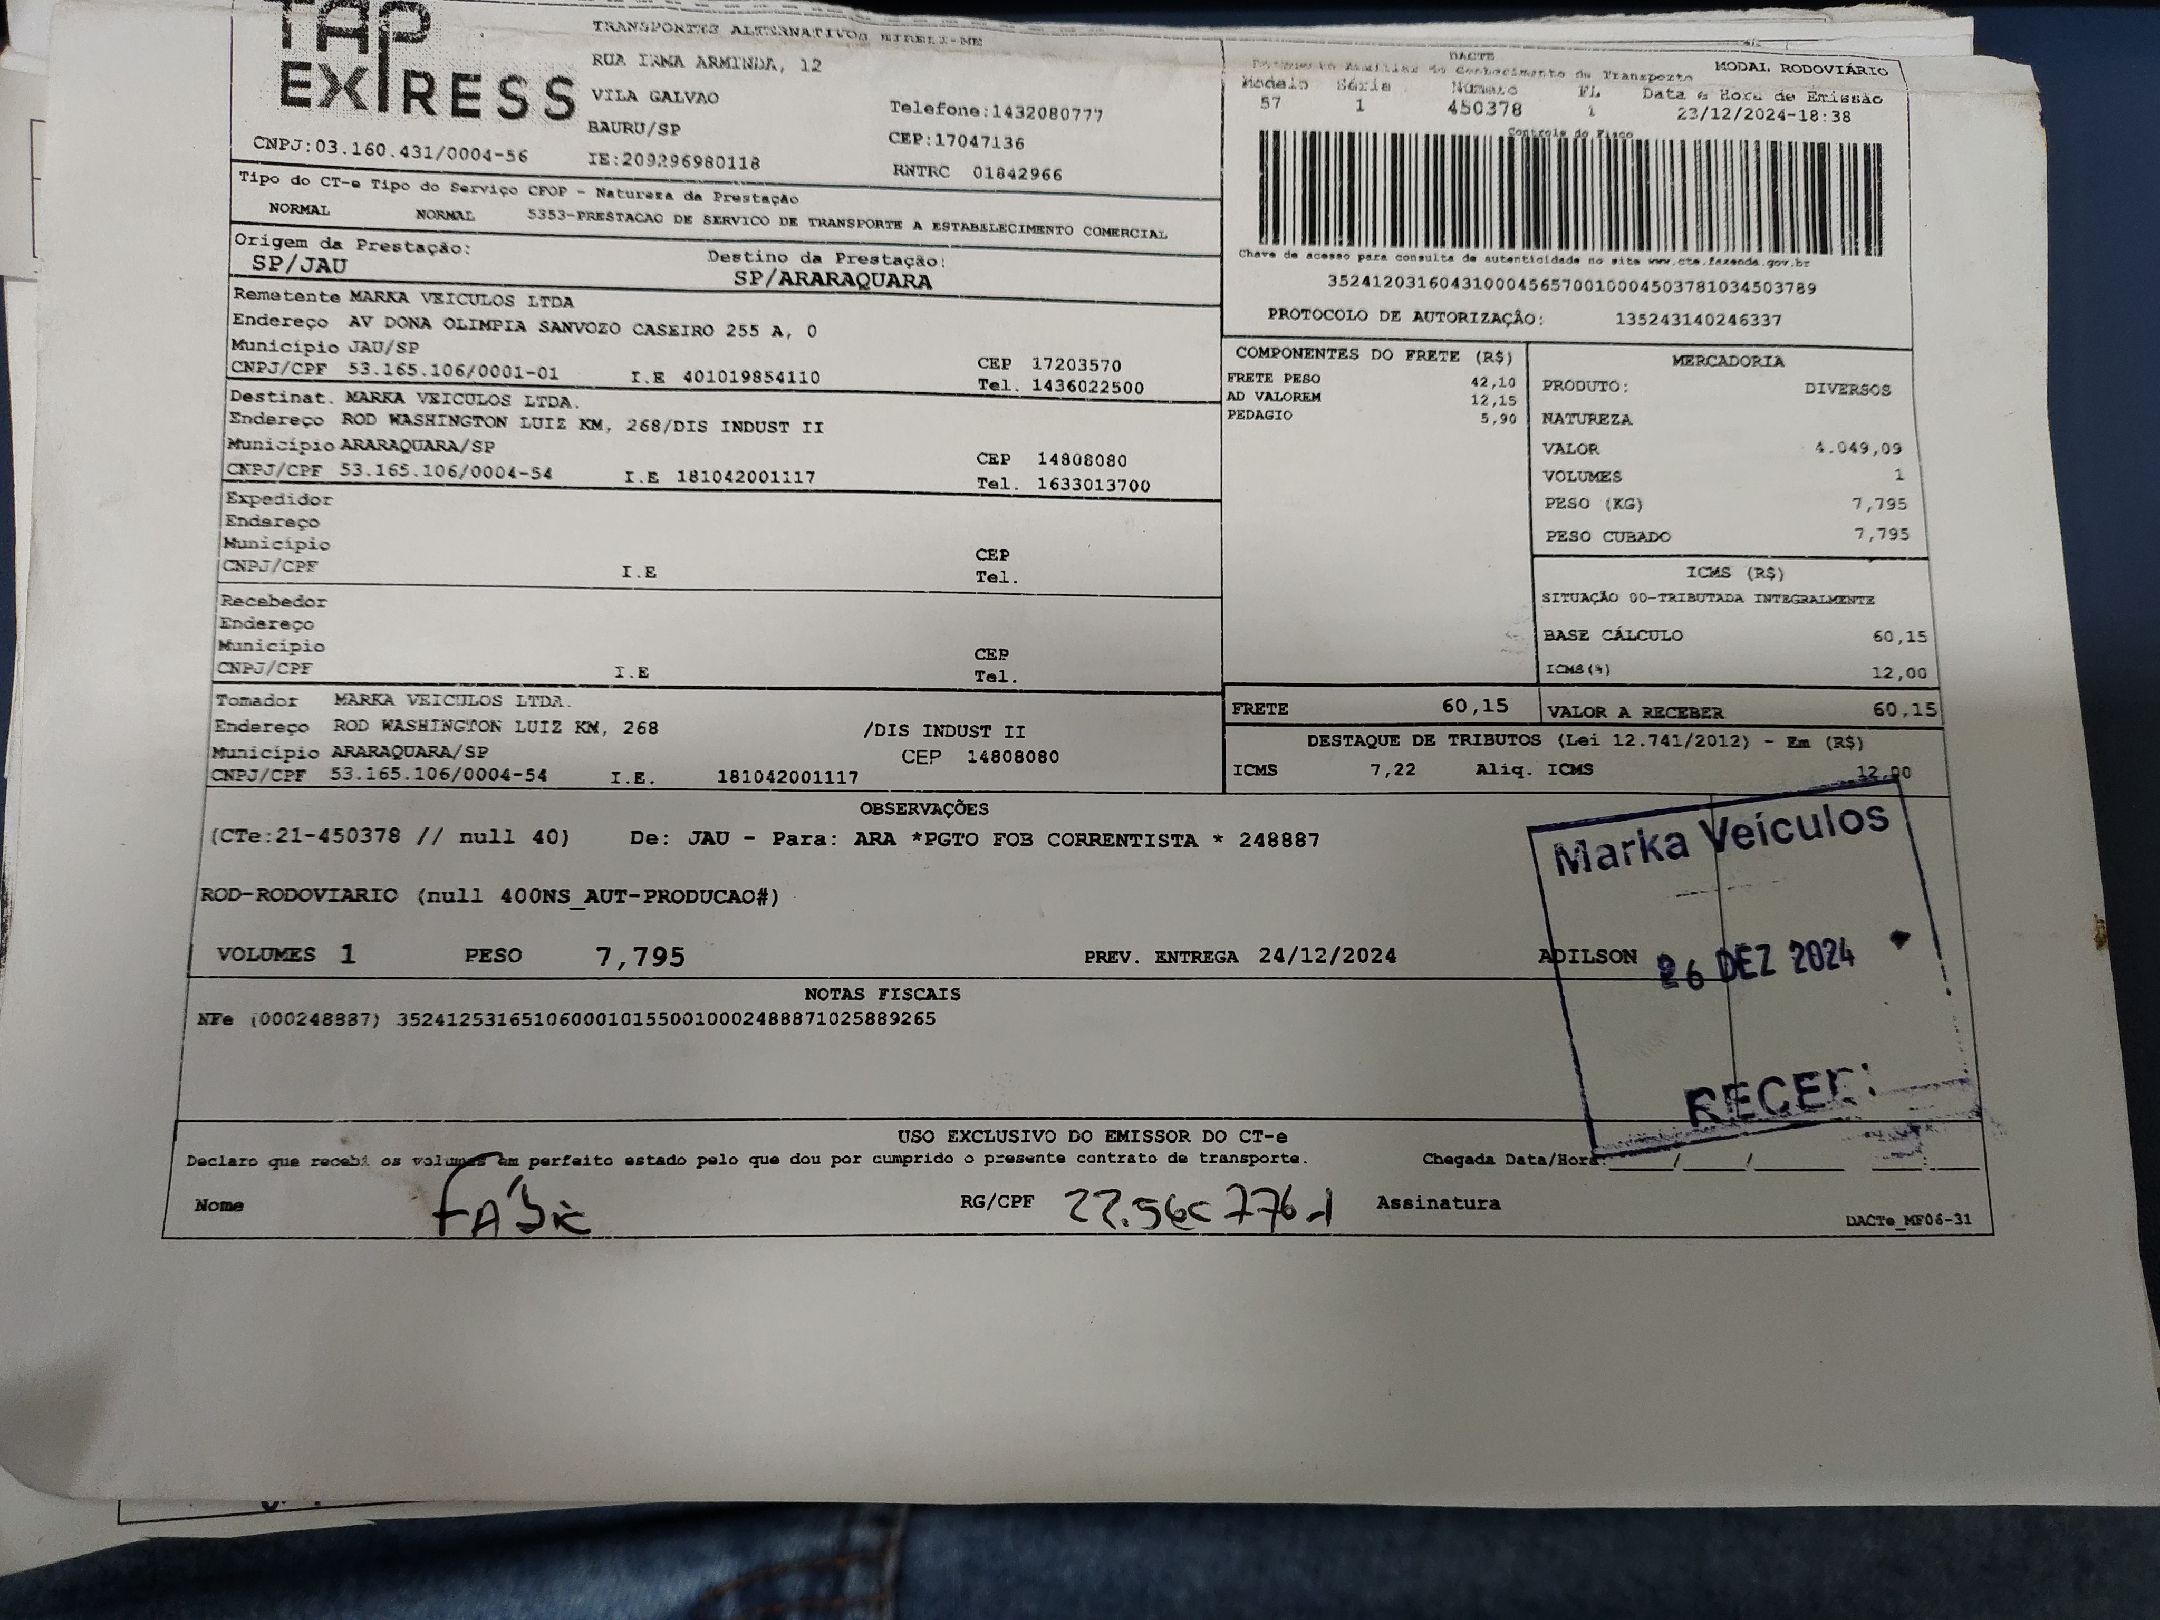 TAP EXPRESS
TRANSPORTES ALTERNATIVOS EIRELI-ME
RUA IRMA ARMINDA, 12
VILA GALVAO
Telefone:1432080777
BAURU/SP
CEP:17047136
CNPJ:03.160.431/0004-56
IE:209296980118
RNTRC 01842966
DACTE
MODAL RODOVIÁRIO
Documento Auxiliar do Conhecimento de Transporte
Modelo Série Número FL Data e Hora de Emissão
57 1 450378 1 23/12/2024-18:38
Controle do Fisco
Chave de acesso para consulta de autenticidade no site www.cte.fazenda.gov.br
35241203160431000456570010004503781034503789
PROTOCOLO DE AUTORIZAÇÃO: 135243140246337
Tipo do CT-e Tipo do Serviço CFOP - Natureza da Prestação
NORMAL NORMAL 5353-PRESTACAO DE SERVICO DE TRANSPORTE A ESTABELECIMENTO COMERCIAL
Origem da Prestação: Destino da Prestação:
SP/JAU SP/ARARAQUARA
Remetente MARKA VEICULOS LTDA
Endereço AV DONA OLIMPIA SANVOZO CASEIRO 255 A, 0
Município JAU/SP CEP 17203570
CNPJ/CPF 53.165.106/0001-01 I.E 401019854110 Tel. 1436022500
Destinat. MARKA VEICULOS LTDA.
Endereço ROD WASHINGTON LUIZ KM, 268/DIS INDUST II
Município ARARAQUARA/SP CEP 14808080
CNPJ/CPF 53.165.106/0004-54 I.E 181042001117 Tel. 1633013700
Expedidor
Endereço
Município CEP
CNPJ/CPF I.E Tel.
Recebedor
Endereço
Município CEP
CNPJ/CPF I.E Tel.
Tomador MARKA VEICULOS LTDA.
Endereço ROD WASHINGTON LUIZ KM, 268 /DIS INDUST II
Município ARARAQUARA/SP CEP 14808080
CNPJ/CPF 53.165.106/0004-54 I.E. 181042001117
COMPONENTES DO FRETE (R$)
FRETE PESO 42,10
AD VALOREM 12,15
PEDAGIO 5,90
MERCADORIA
PRODUTO: DIVERSOS
NATUREZA
VALOR 4.049,09
VOLUMES 1
PESO (KG) 7,795
PESO CUBADO 7,795
ICMS (R$)
SITUAÇÃO 00-TRIBUTADA INTEGRALMENTE
BASE CÁLCULO 60,15
ICMS(%) 12,00
FRETE 60,15 VALOR A RECEBER 60,15
DESTAQUE DE TRIBUTOS (Lei 12.741/2012) - Em (R$)
ICMS 7,22 Aliq. ICMS 12,00
OBSERVAÇÕES
(CTe:21-450378 // null 40) De: JAU - Para: ARA *PGTO FOB CORRENTISTA * 248887
ROD-RODOVIARIO (null 400NS_AUT-PRODUCAO#)
VOLUMES 1 PESO 7,795 PREV. ENTREGA 24/12/2024 ADILSON
Marka Veículos
26 DEZ 2024
NOTAS FISCAIS
NFe (000248887) 35241253165106000101550010002488871025889265
USO EXCLUSIVO DO EMISSOR DO CT-e
Declaro que recebi os volumes em perfeito estado pelo que dou por cumprido o presente contrato de transporte. Chegada Data/Hora: / / :
Nome RG/CPF Assinatura
DACTe_MF06-31